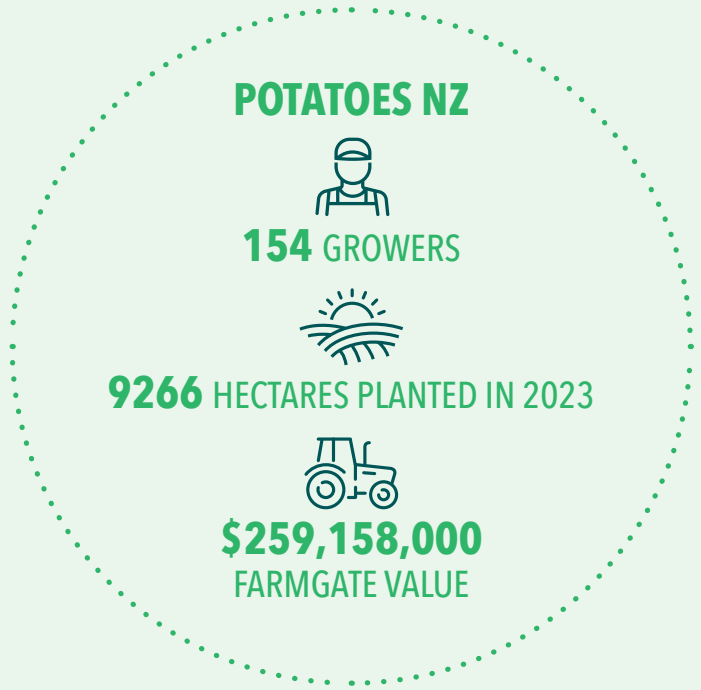 POTATOES NZ
154 GROWERS
9266 HECTARES PLANTED IN 2023
$259,158,000
FARMGATE VALUE